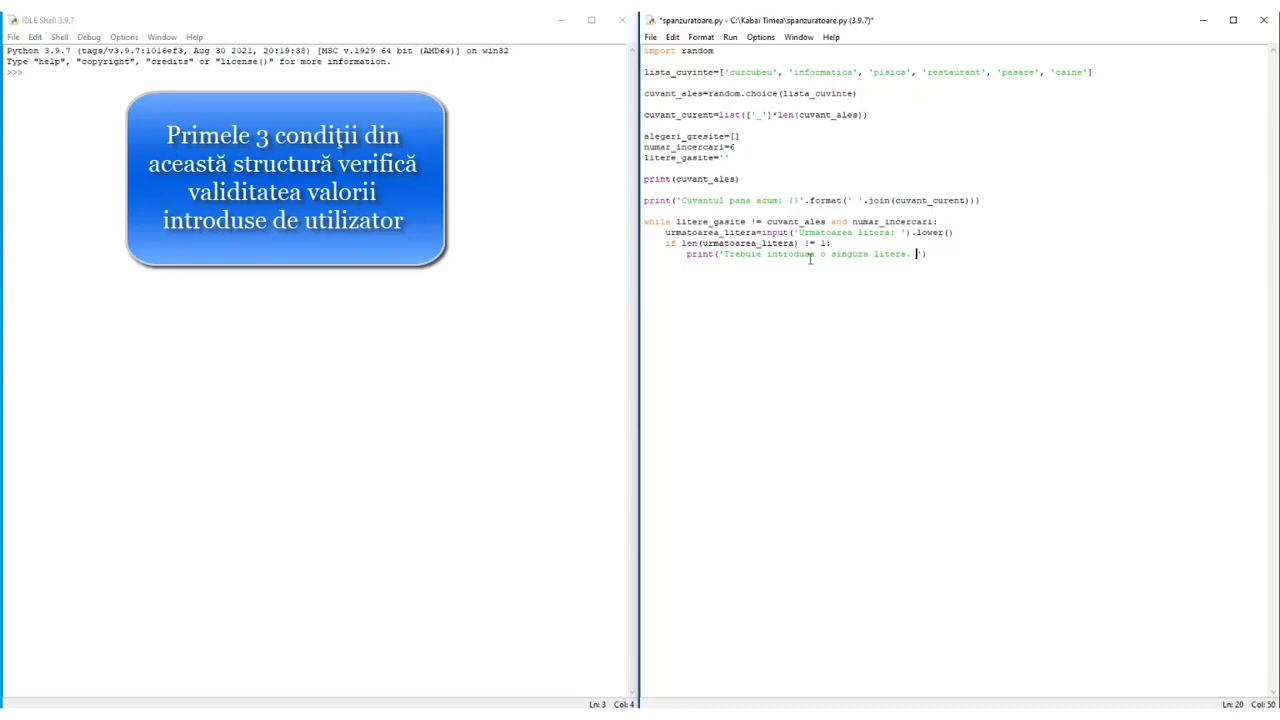 IDLE Shell 3.9.7
File Edit Shell Debug Options Window Help
Python 3.9.7 (tags/v3.9.7:1016ef3, Aug 30 2021, 20:19:38) [MSC v.1929 64 bit (AMD64)] on win32
Type "help", "copyright", "credits" or "license()" for more information.
>>>
Primele 3 condiţii din
această structură verifică
validitatea valorii
introduse de utilizator
Ln: 3 Col: 4
*spanzuratoare.py - C:\Kabai Timea\spanzuratoare.py (3.9.7)*
File Edit Format Run Options Window Help
import random
lista_cuvinte=['curcubeu', 'informatica', 'pisica', 'restaurant', 'pasare', 'caine']
cuvant_ales=random.choice(lista_cuvinte)
cuvant_curent=list(['_']*len(cuvant_ales))
alegeri_gresite=[]
numar_incercari=6
litere_gasite=''
print(cuvant_ales)
print('Cuvantul pana acum: {}'.format(' '.join(cuvant_curent)))
while litere_gasite != cuvant_ales and numar_incercari:
urmatoarea_litera=input('Urmatoarea litera: ').lower()
if len(urmatoarea_litera) != 1:
print('Trebuie introdusa o singura litera. ')
Ln: 20 Col: 50